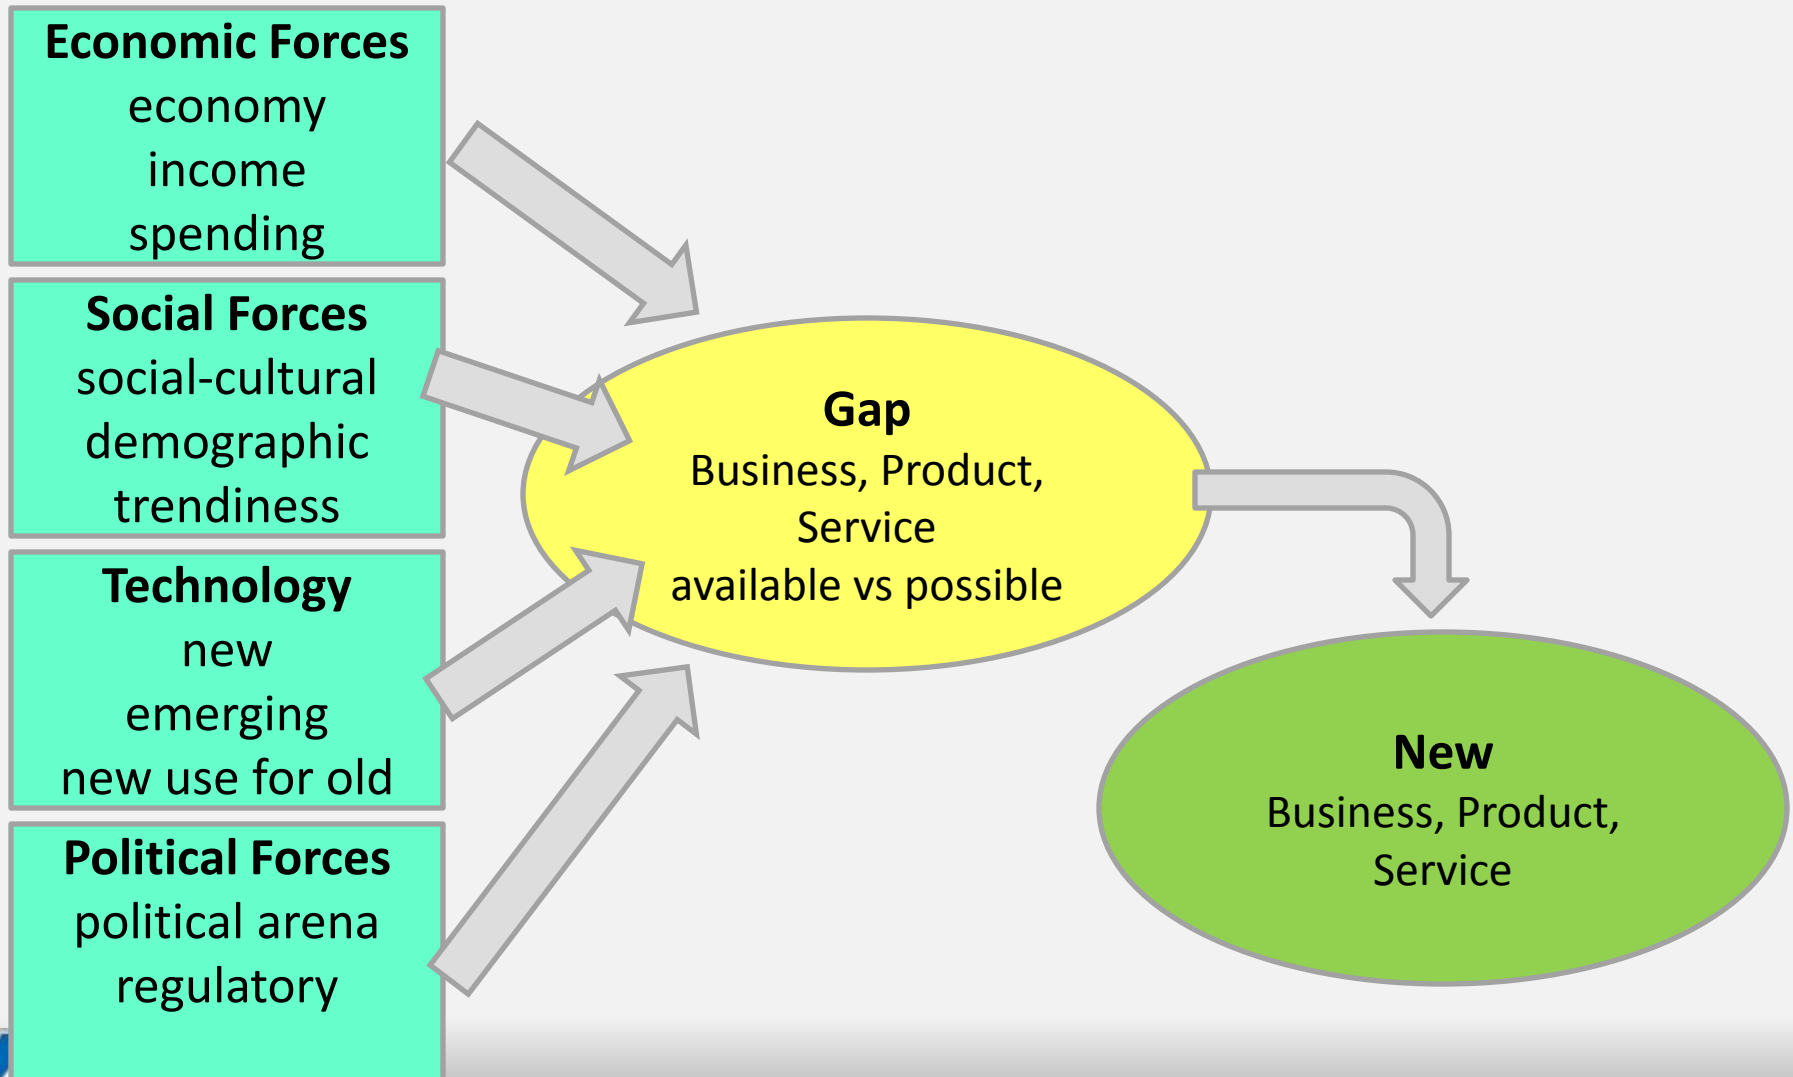 Economic Forces
economy
income
spending
Social Forces
social-cultural
demographic
trendiness
Technology
new
emerging
new use for old
Political Forces
political arena
regulatory
Gap
Business, Product,
Service
available vs possible
New
Business, Product,
Service